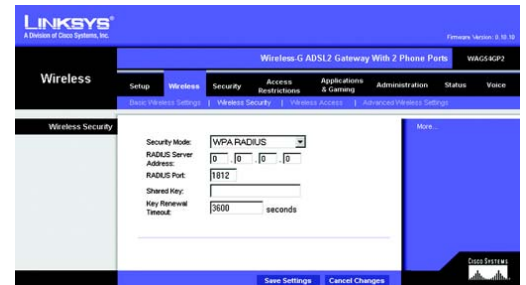 LINKSYS®
A Division of Cisco Systems, Inc.
Firmware Version: 0.10.10
Wireless-G ADSL2 Gateway With 2 Phone Ports
WAG54GP2
Wireless
Setup
Wireless
Security
Access Restrictions
Applications & Gaming
Administration
Status
Voice
Basic Wireless Settings | Wireless Security | Wireless Access | Advanced Wireless Settings
Wireless Security
More...
Security Mode: WPA RADIUS
RADIUS Server Address: 0 . 0 . 0 . 0
RADIUS Port: 1812
Shared Key:
Key Renewal Timeout: 3600 seconds
Save Settings
Cancel Changes
CISCO SYSTEMS